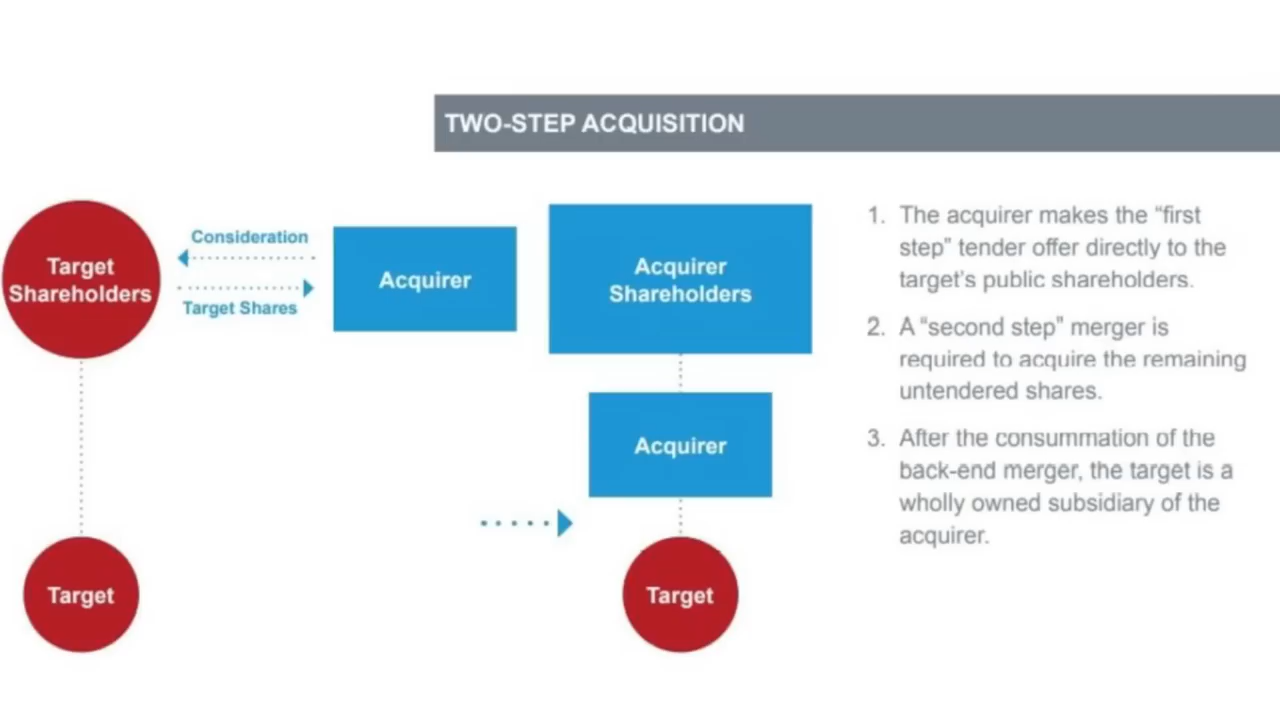 TWO-STEP ACQUISITION
Target
Shareholders
Consideration
Target Shares
Acquirer
Target
Acquirer
Shareholders
Acquirer
Target
1. The acquirer makes the “first
step” tender offer directly to the
target’s public shareholders.
2. A “second step” merger is
required to acquire the remaining
untendered shares.
3. After the consummation of the
back-end merger, the target is a
wholly owned subsidiary of the
acquirer.